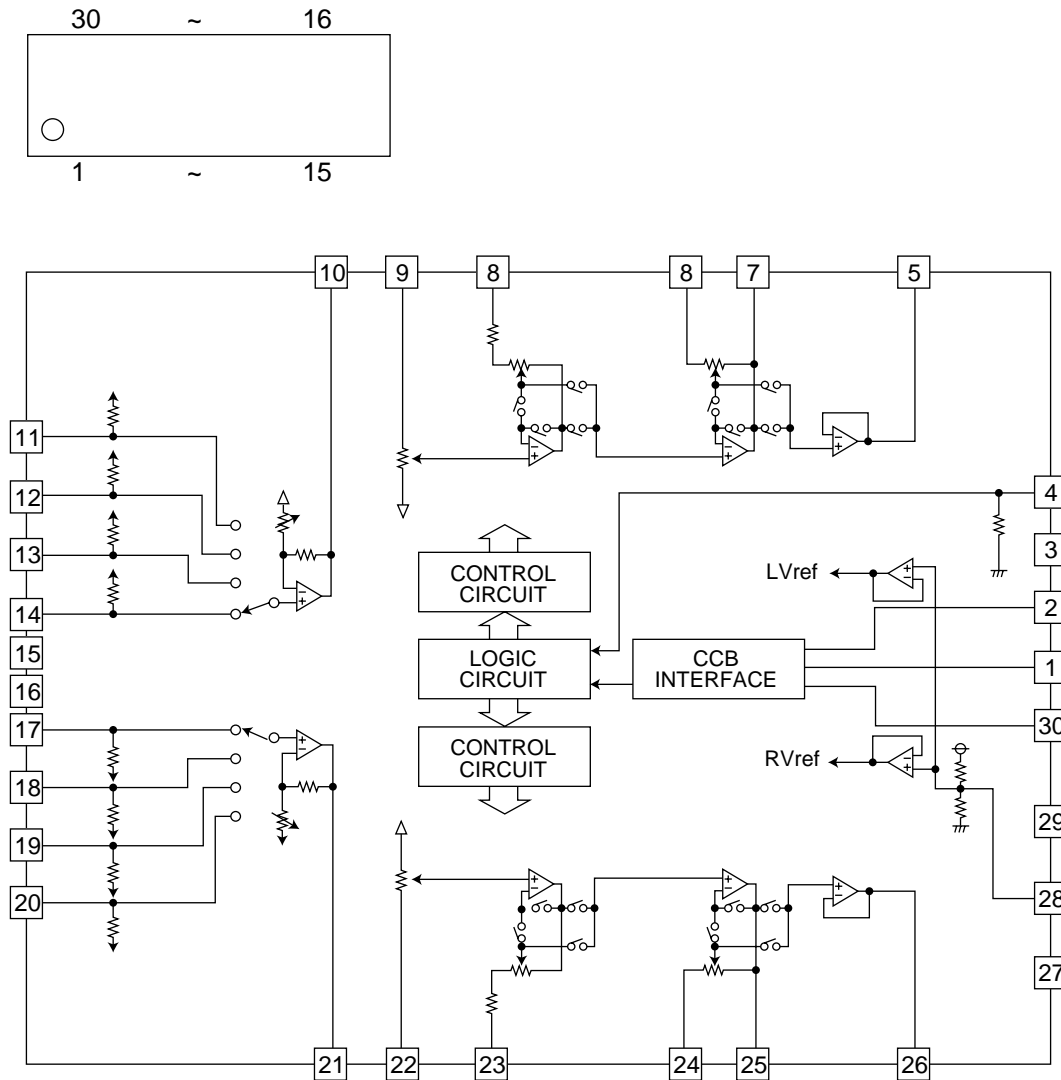 30 ~ 16
1 ~ 15
10 9 8 8 7 5
11
12
13
14
15
16
17
18
19
20
CONTROL
CIRCUIT
LOGIC
CIRCUIT
CONTROL
CIRCUIT
CCB
INTERFACE
LVref
RVref
4
3
2
1
30
29
28
27
21 22 23 24 25 26